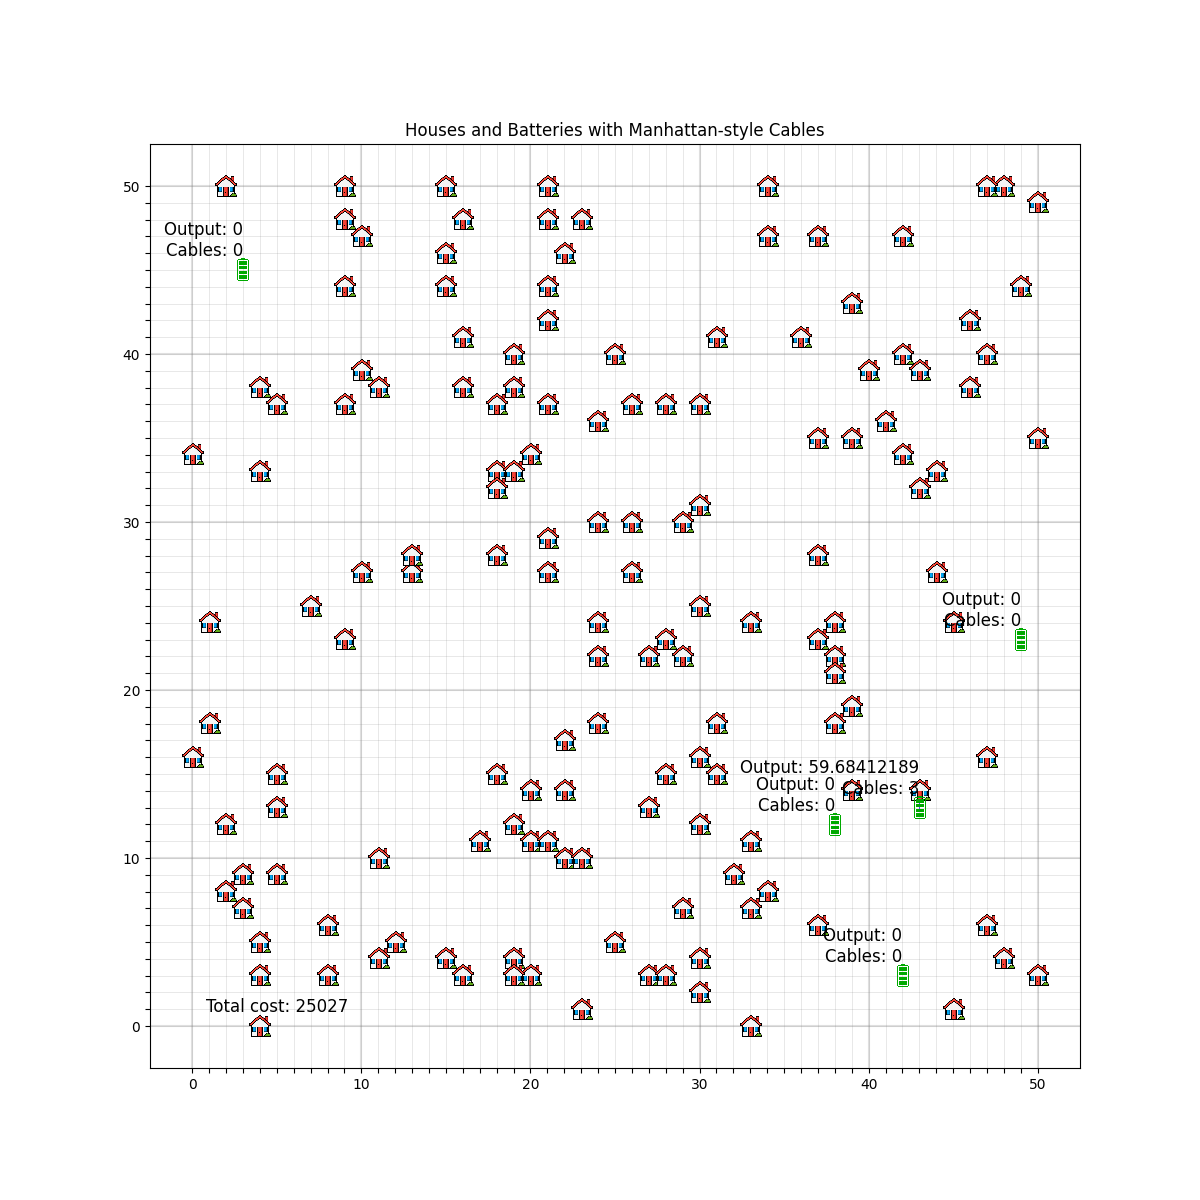 Houses and Batteries with Manhattan-style Cables
50
Output: 0
Cables: 0
40
30
Output: 0
Cables: 0
20
Output: 59.68412189
Cables: 3
Output: 0
Cables: 0
10
Output: 0
Cables: 0
Total cost: 25027
0
0 10 20 30 40 50